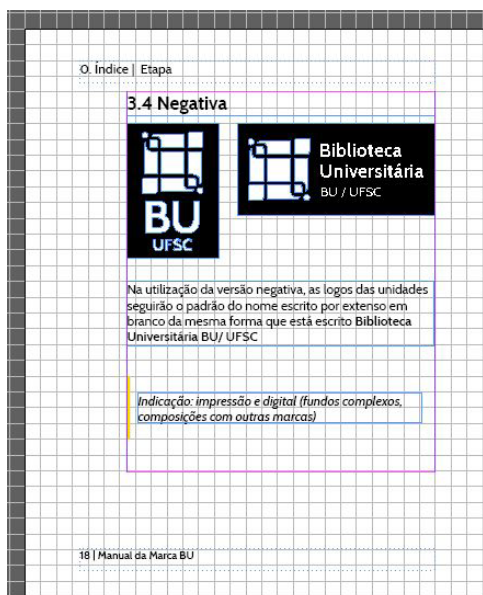 0. Índice | Etapa
3.4 Negativa
BU
UFSC
Biblioteca
Universitária
BU / UFSC
Na utilização da versão negativa, as logos das unidades
seguirão o padrão do nome escrito por extenso em
branco da mesma forma que está escrito Biblioteca
Universitária BU/ UFSC
Indicação: impressão e digital (fundos complexos,
composições com outras marcas)
18 | Manual da Marca BU